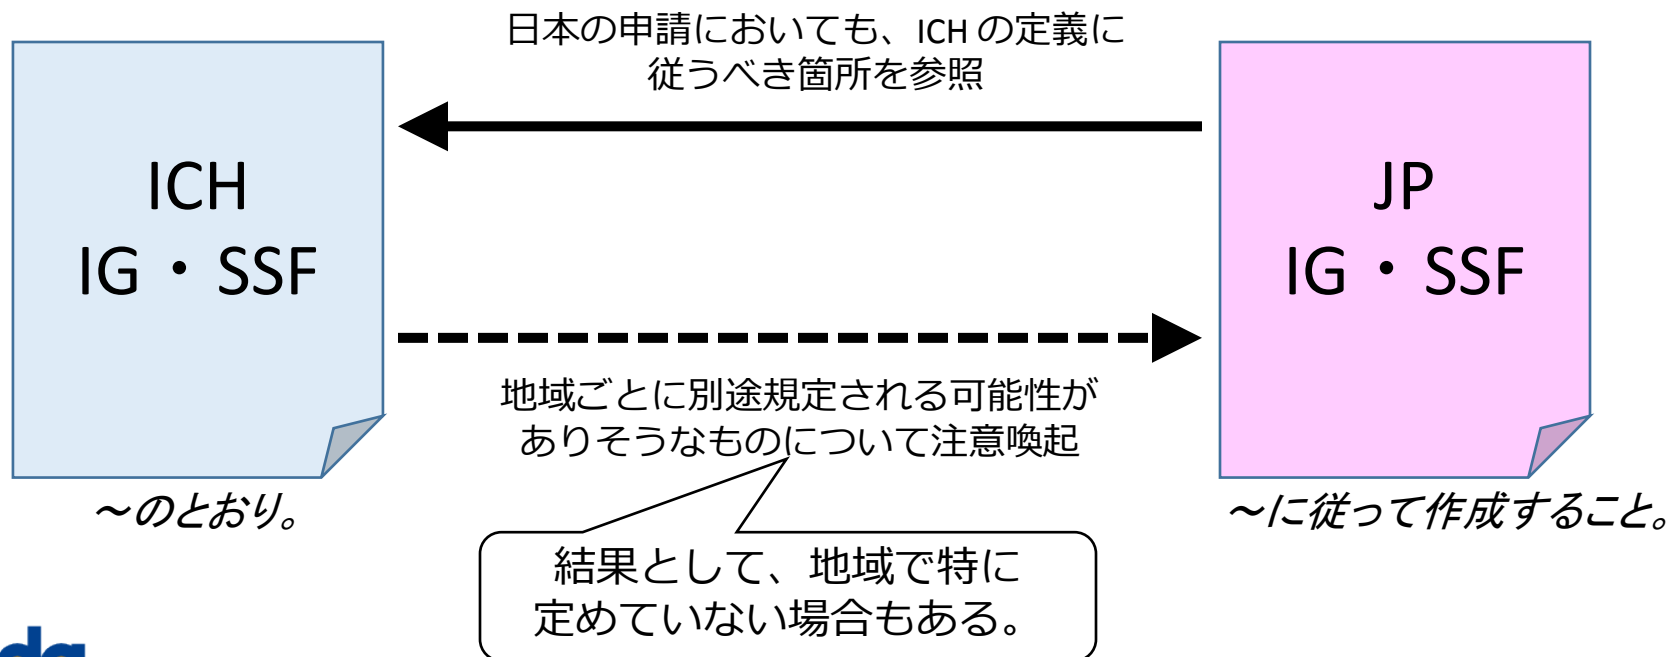 日本の申請においても、ICH の定義に
従うべき箇所を参照
ICH
IG・SSF
JP
IG・SSF
地域ごとに別途規定される可能性が
ありそうなものについて注意喚起
～のとおり。
～に従って作成すること。
結果として、地域で特に
定めていない場合もある。